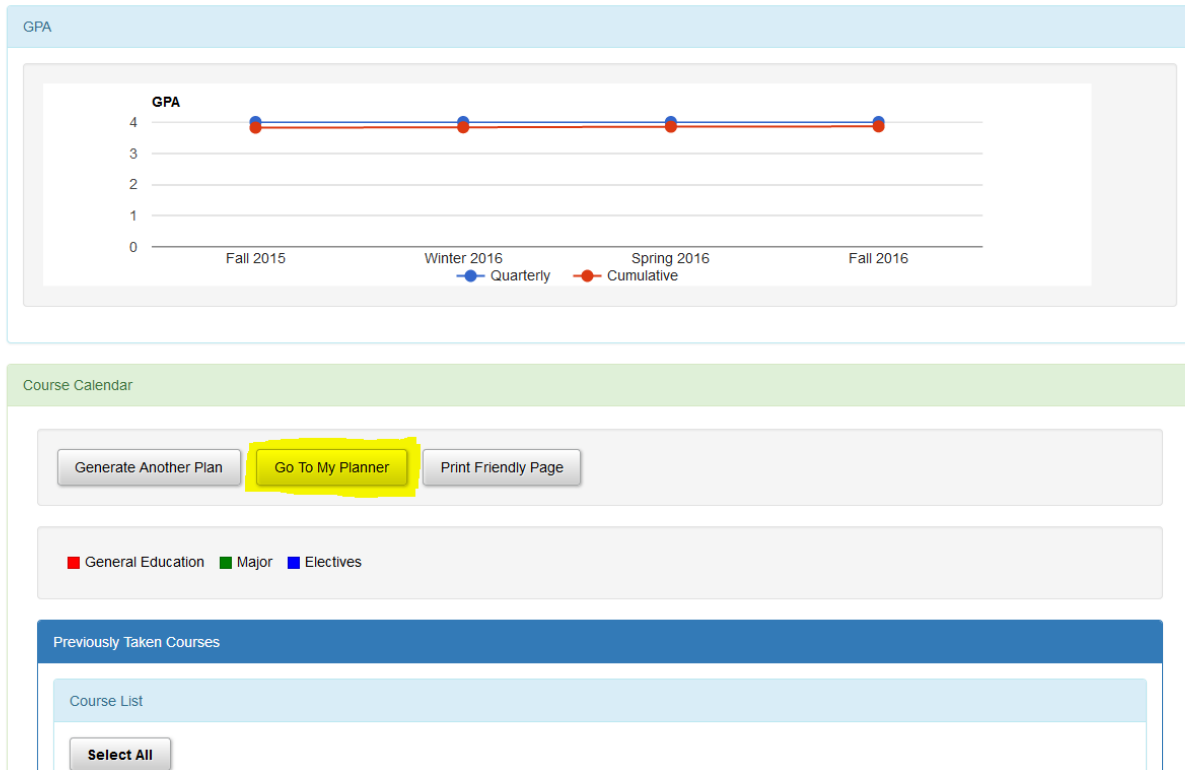 GPA
GPA
4
3
2
1
0
Fall 2015 Winter 2016 Spring 2016 Fall 2016
Quarterly Cumulative
Course Calendar
Generate Another Plan Go To My Planner Print Friendly Page
General Education Major Electives
Previously Taken Courses
Course List
Select All